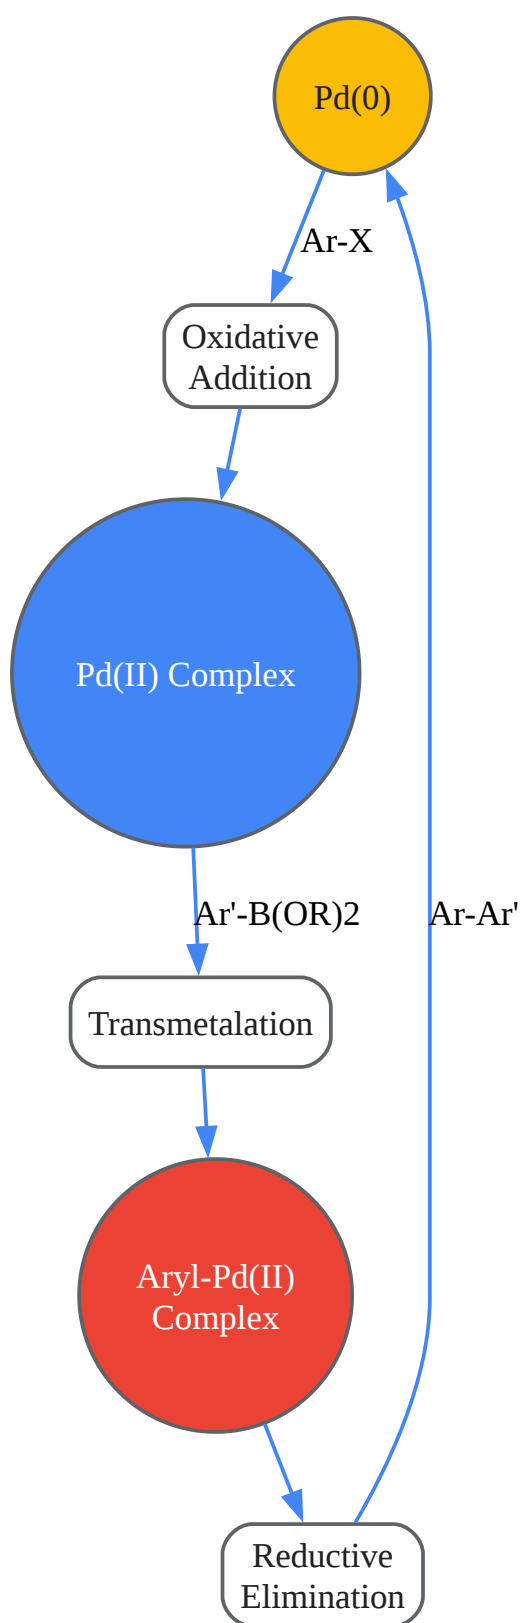 Pd(0)
Ar-X
Oxidative
Addition
Pd(II) Complex
Ar'-B(OR)2
Ar-Ar'
Transmetalation
Aryl-Pd(II)
Complex
Reductive
Elimination